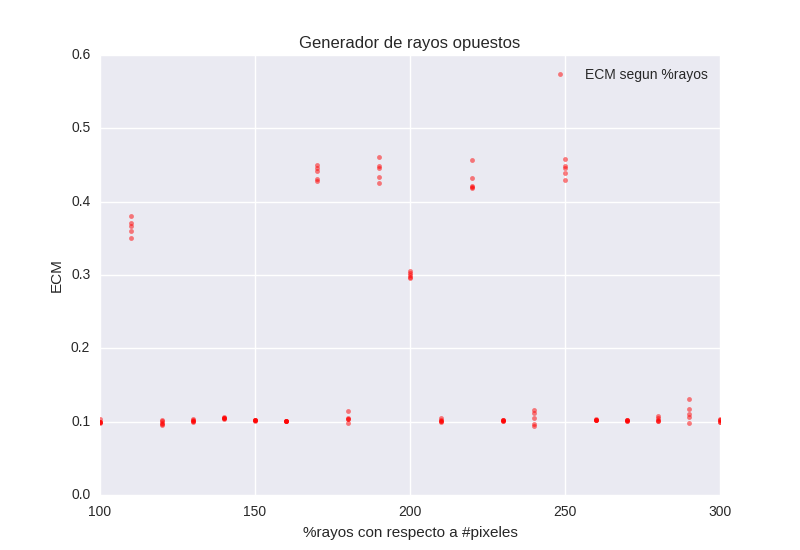 Generador de rayos opuestos
ECM segun %rayos
0.6
0.5
0.4
0.3
0.2
0.1
0.0
ECM
100 150 200 250 300
%rayos con respecto a #pixeles